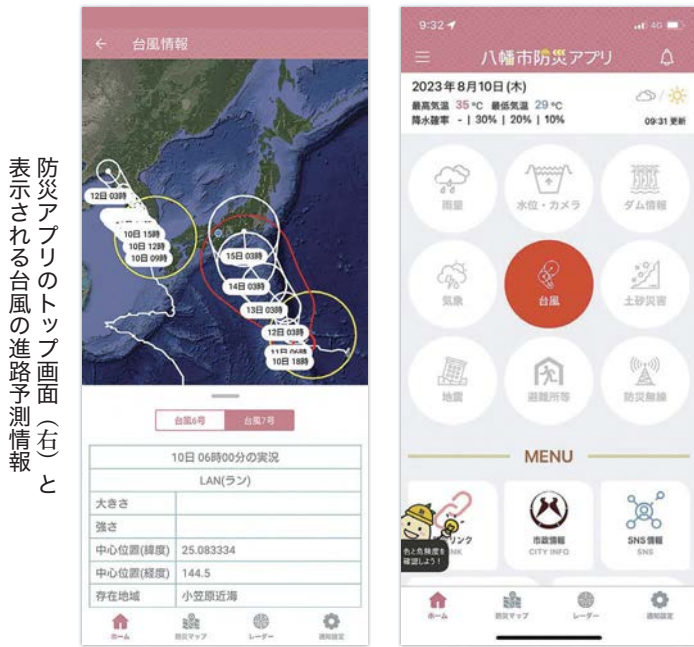 防災アプリのトップ画面（右）と
表示される台風の進路予測情報
← 台風情報
12日 03時
10日 15時
10日 12時
10日 09時
15日 03時
14日 03時
13日 03時
12日 03時
11日 06時
10日 18時
台風6号 台風7号
10日 06時00分の実況
LAN(ラン)
大きさ
強さ
中心位置(緯度) 25.083334
中心位置(経度) 144.5
存在地域 小笠原近海
ホーム 防災マップ レーダー 通知設定
9:32 4G
八幡市防災アプリ
2023年8月10日(木)
最高気温 35℃ 最低気温 29℃
降水確率 - | 30% | 20% | 10% 09:31 更新
雨量 水位・カメラ ダム情報
気象 台風 土砂災害
地震 避難所等 防災無線
MENU
リンク 市政情報 SNS情報
NK CITY INFO SNS
色と危険度を
確認しよう！
ホーム 防災マップ レーダー 通知設定